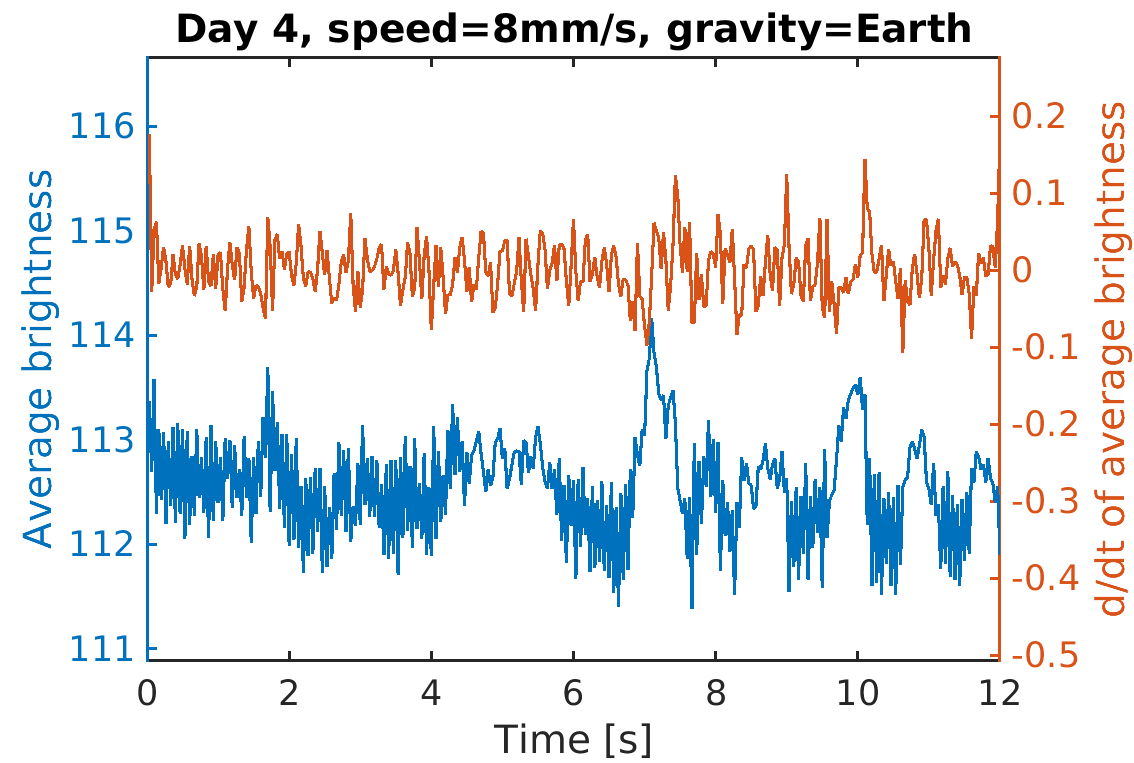 Day 4, speed=8mm/s, gravity=Earth
Average brightness
116
115
114
113
112
111
0.2
0.1
0
-0.1
-0.2
-0.3
-0.4
-0.5
d/dt of average brightness
0 2 4 6 8 10 12
Time [s]